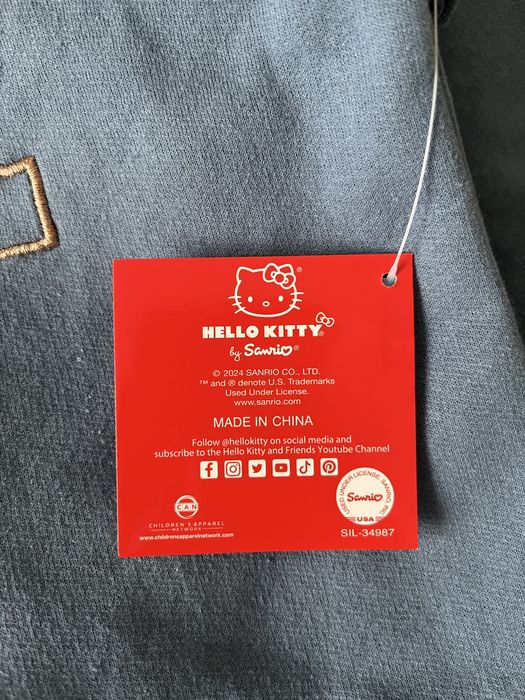 HELLO KITTY®
by Sanrio®
© 2024 SANRIO CO., LTD.
™ and ® denote U.S. Trademarks
Used Under License.
www.sanrio.com
MADE IN CHINA
Follow @hellokitty on social media and
subscribe to the Hello Kitty and Friends Youtube Channel
CAN
CHILDREN'S APPAREL
NETWORK
www.childrensapparelnetwork.com
USED UNDER LICENSE, SANRIO, INC.
Sanrio
USA
SIL-34987